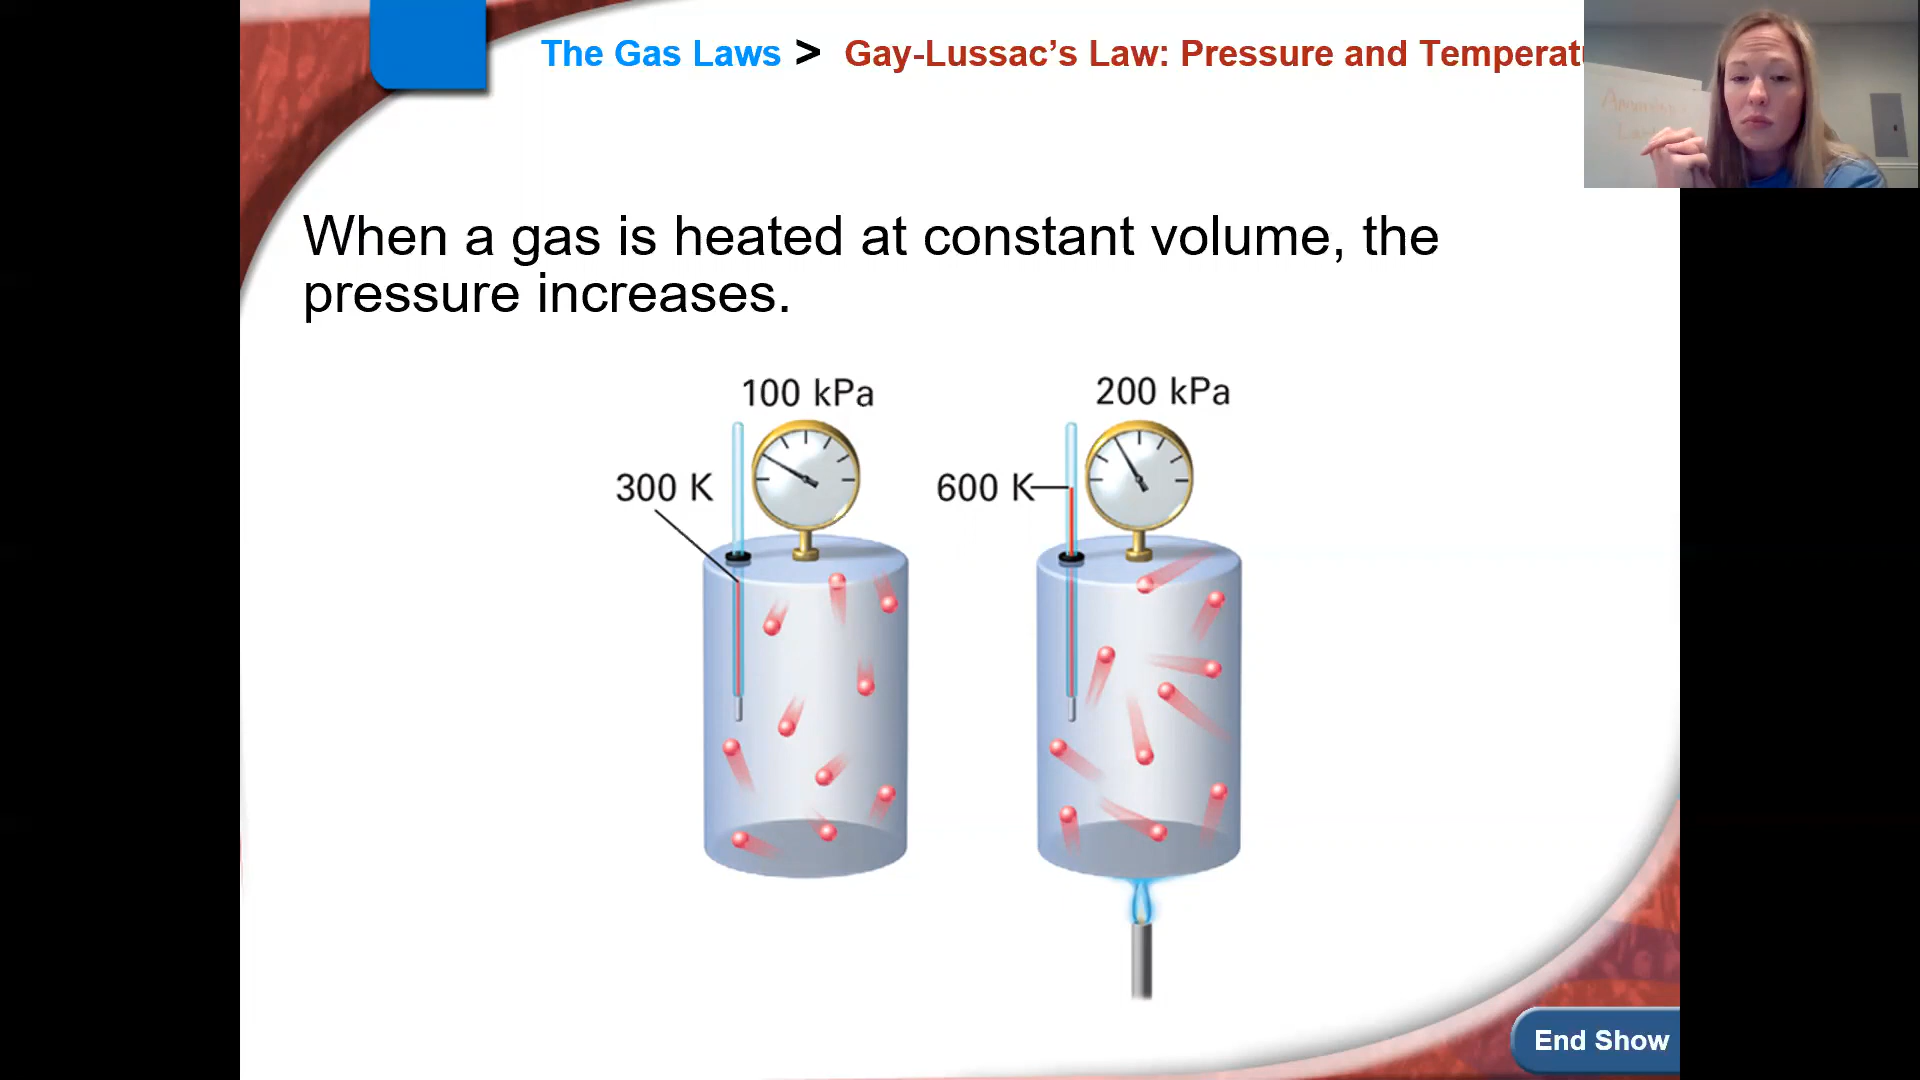 The Gas Laws > Gay-Lussac’s Law: Pressure and
When a gas is heated at constant volume, the
pressure increases.
100 kPa
200 kPa
300 K
600 K
End Show